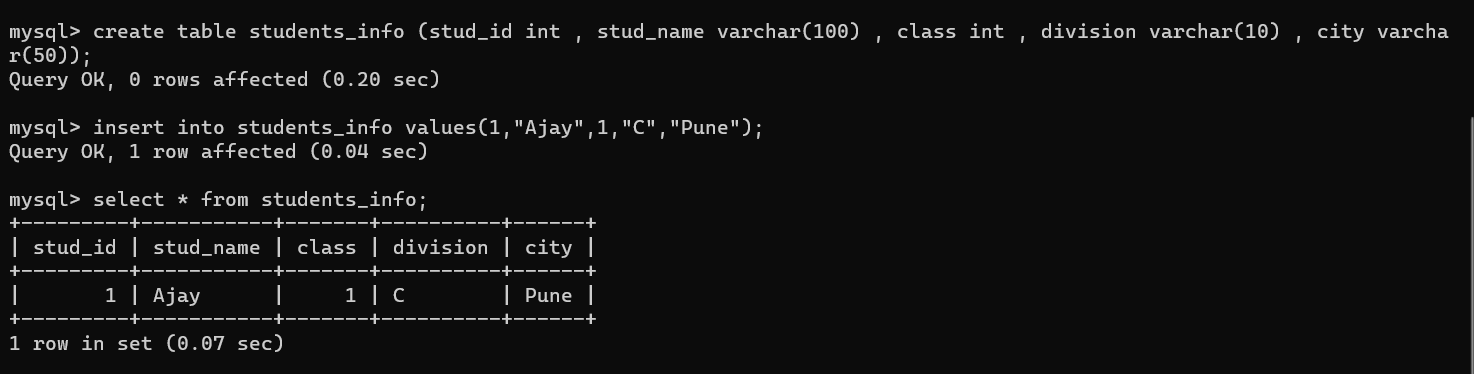 mysql> create table students_info (stud_id int , stud_name varchar(100) , class int , division varchar(10) , city varcha
r(50));
Query OK, 0 rows affected (0.20 sec)
mysql> insert into students_info values(1,"Ajay",1,"C","Pune");
Query OK, 1 row affected (0.04 sec)
mysql> select * from students_info;
+---------+-----------+-------+----------+------+
| stud_id | stud_name | class | division | city |
+---------+-----------+-------+----------+------+
|       1 | Ajay      |     1 | C        | Pune |
+---------+-----------+-------+----------+------+
1 row in set (0.07 sec)